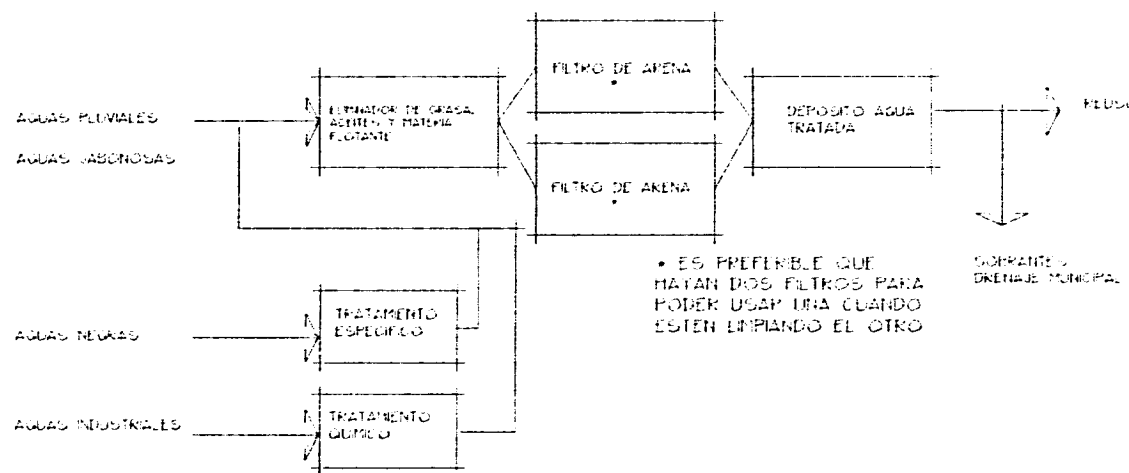 AGUAS PLUVIALES
AGUAS JABONOSAS
ELIMINADOR DE GRASA,
ACEITES Y MATERIA
FLOTANTE
FILTRO DE ARENA
•
FILTRO DE ARENA
•
DEPOSITO AGUA
TRATADA
REUSO
SOBRANTES
DRENAJE MUNICIPAL
• ES PREFERIBLE QUE
HAYAN DOS FILTROS PARA
PODER USAR UNA CUANDO
ESTEN LIMPIANDO EL OTRO
AGUAS NEGRAS
TRATAMIENTO
ESPECIFICO
AGUAS INDUSTRIALES
TRATAMIENTO
QUIMICO